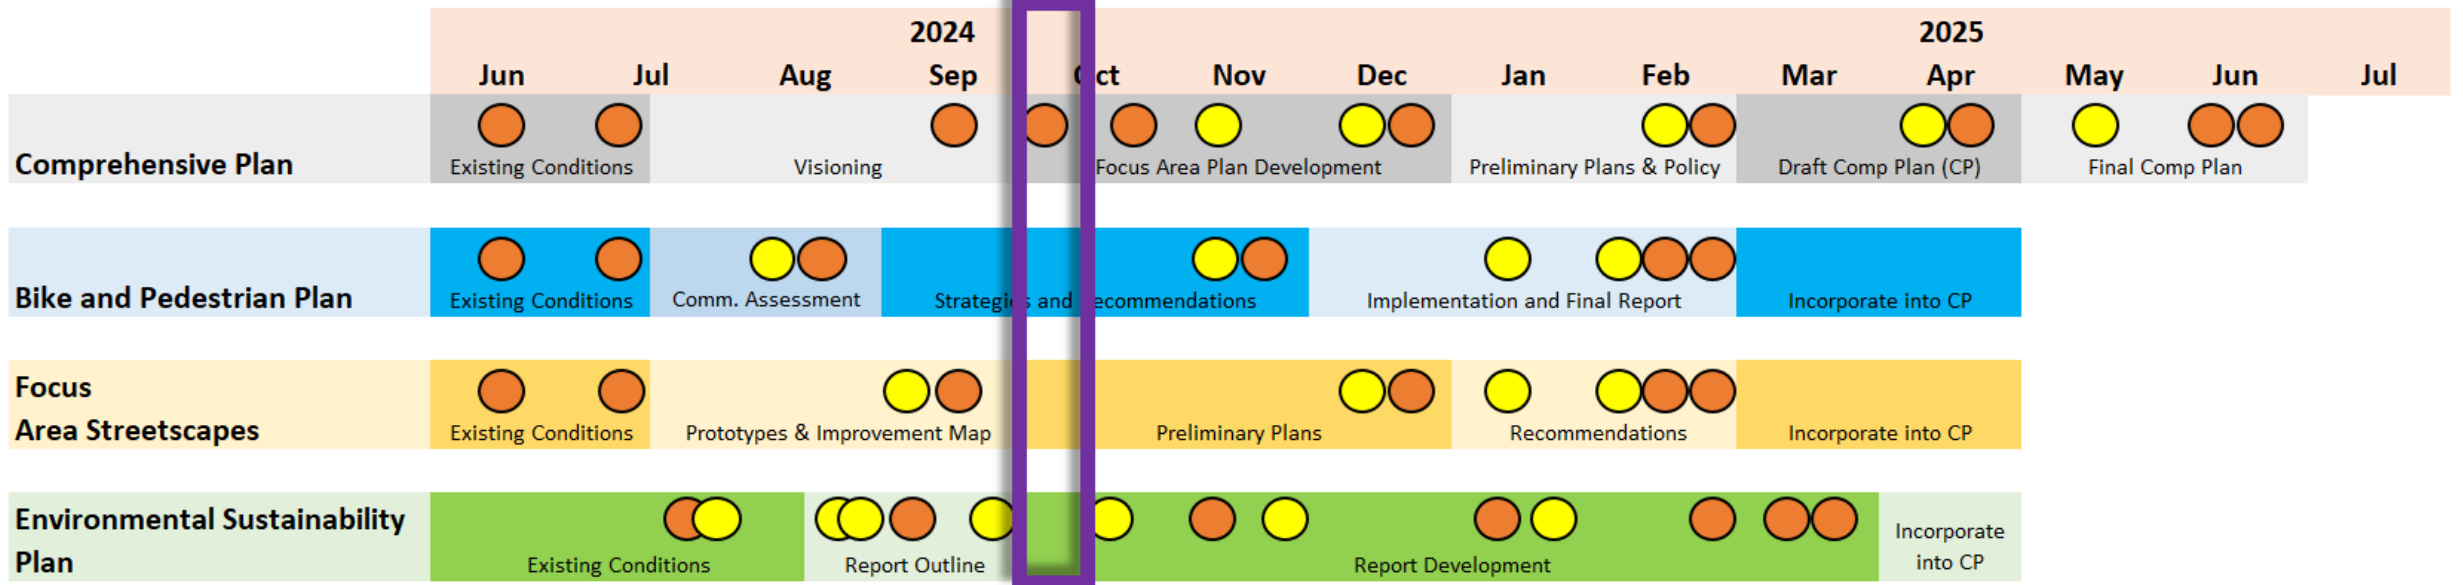 2024 2025
Jun Jul Aug Sep Oct Nov Dec Jan Feb Mar Apr May Jun Jul
Comprehensive Plan
Existing Conditions Visioning Focus Area Plan Development Preliminary Plans & Policy Draft Comp Plan (CP) Final Comp Plan
Bike and Pedestrian Plan
Existing Conditions Comm. Assessment Strategies and Recommendations Implementation and Final Report Incorporate into CP
Focus
Area Streetscapes
Existing Conditions Prototypes & Improvement Map Preliminary Plans Recommendations Incorporate into CP
Environmental Sustainability
Plan
Existing Conditions Report Outline Report Development
Incorporate
into CP